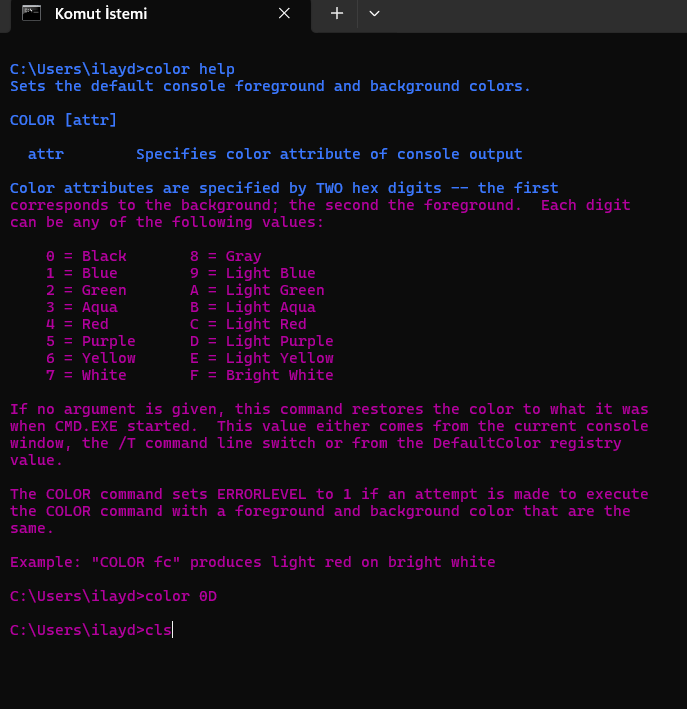 Komut İstemi
C:\Users\ilayd>color help
Sets the default console foreground and background colors.
COLOR [attr]
attr Specifies color attribute of console output
Color attributes are specified by TWO hex digits -- the first
corresponds to the background; the second the foreground. Each digit
can be any of the following values:
0 = Black 8 = Gray
1 = Blue 9 = Light Blue
2 = Green A = Light Green
3 = Aqua B = Light Aqua
4 = Red C = Light Red
5 = Purple D = Light Purple
6 = Yellow E = Light Yellow
7 = White F = Bright White
If no argument is given, this command restores the color to what it was
when CMD.EXE started. This value either comes from the current console
window, the /T command line switch or from the DefaultColor registry
value.
The COLOR command sets ERRORLEVEL to 1 if an attempt is made to execute
the COLOR command with a foreground and background color that are the
same.
Example: "COLOR fc" produces light red on bright white
C:\Users\ilayd>color 0D
C:\Users\ilayd>cls